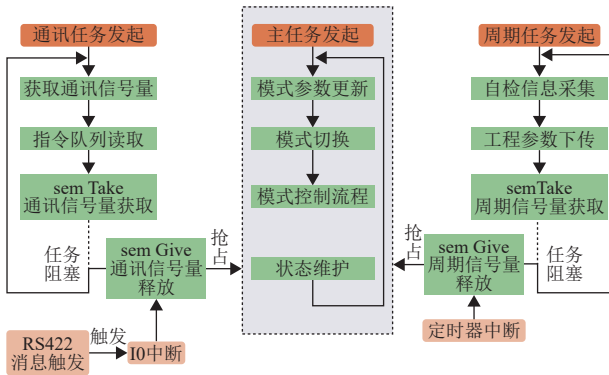 通讯任务发起
获取通讯信号量
指令队列读取
sem Take
通讯信号量获取
任务
阻塞
sem Give
通讯信号量
释放
抢
占
RS422
消息触发
触发
I0中断
主任务发起
模式参数更新
模式切换
模式控制流程
状态维护
周期任务发起
自检信息采集
工程参数下传
semTake
周期信号量获取
抢
占
sem Give
周期信号量
释放
任务
阻塞
定时器中断